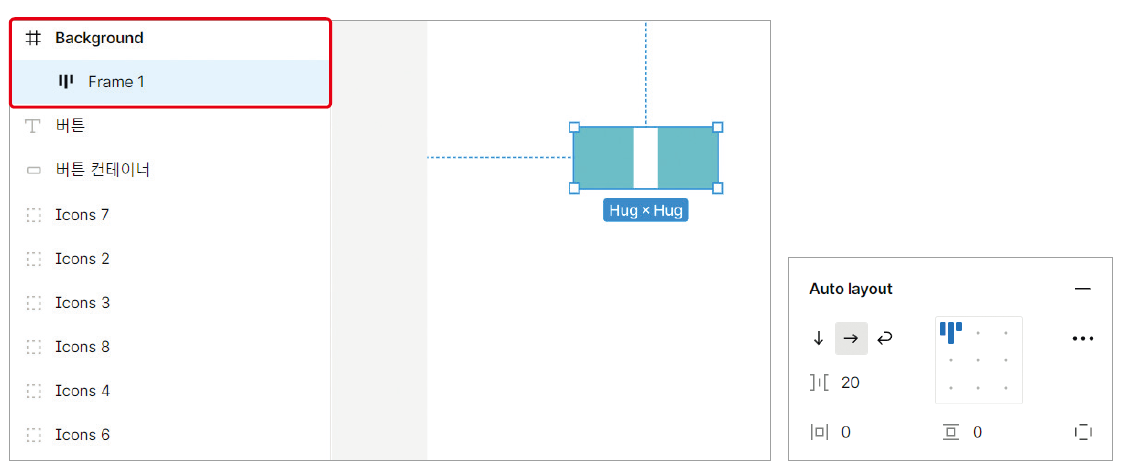 Background
Frame 1
버튼
버튼 컨테이너
Icons 7
Icons 2
Icons 3
Icons 8
Icons 4
Icons 6
Hug × Hug
Auto layout
20
0
0